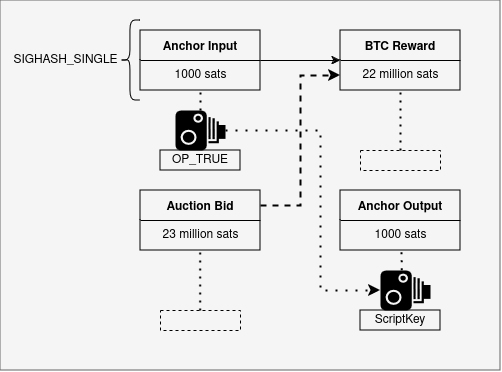 SIGHASH_SINGLE
Anchor Input
1000 sats
OP_TRUE
BTC Reward
22 million sats
Auction Bid
23 million sats
Anchor Output
1000 sats
ScriptKey